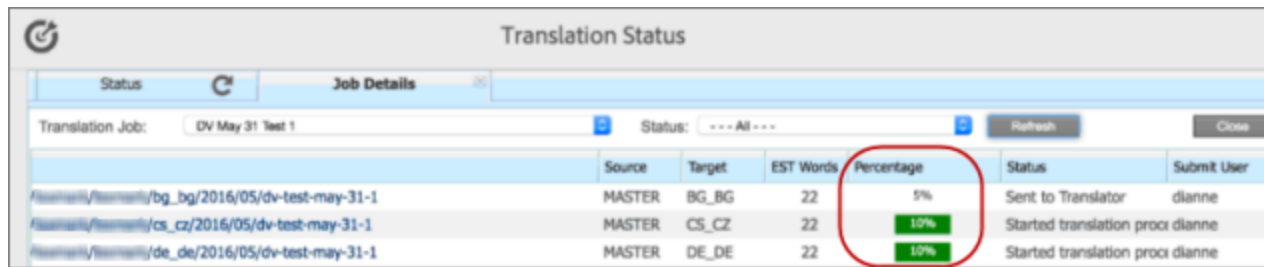 Translation Status
Status Job Details
Translation Job: DV May 31 Test 1 Status: - - - All - - - Refresh Close
Source Target EST Words Percentage Status Submit User
/bg_bg/2016/05/dv-test-may-31-1 MASTER BG_BG 22 5% Sent to Translator dianne
/cs_cz/2016/05/dv-test-may-31-1 MASTER CS_CZ 22 10% Started translation proce dianne
/de_de/2016/05/dv-test-may-31-1 MASTER DE_DE 22 10% Started translation proce dianne